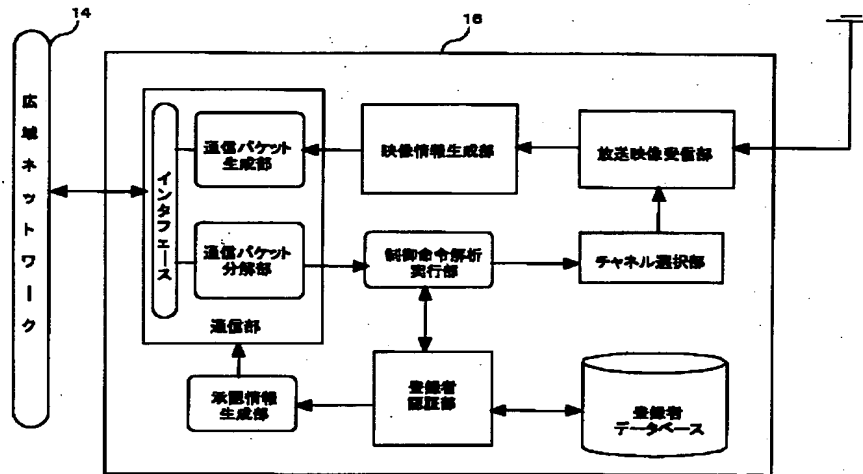 14
16
広域ネットワーク
インタフェース
通信パケット
生成部
映像情報生成部
放送映像受信部
通信パケット
分解部
制御命令解析
実行部
チャネル選択部
通信部
承認情報
生成部
登録者
認証部
登録者
データベース